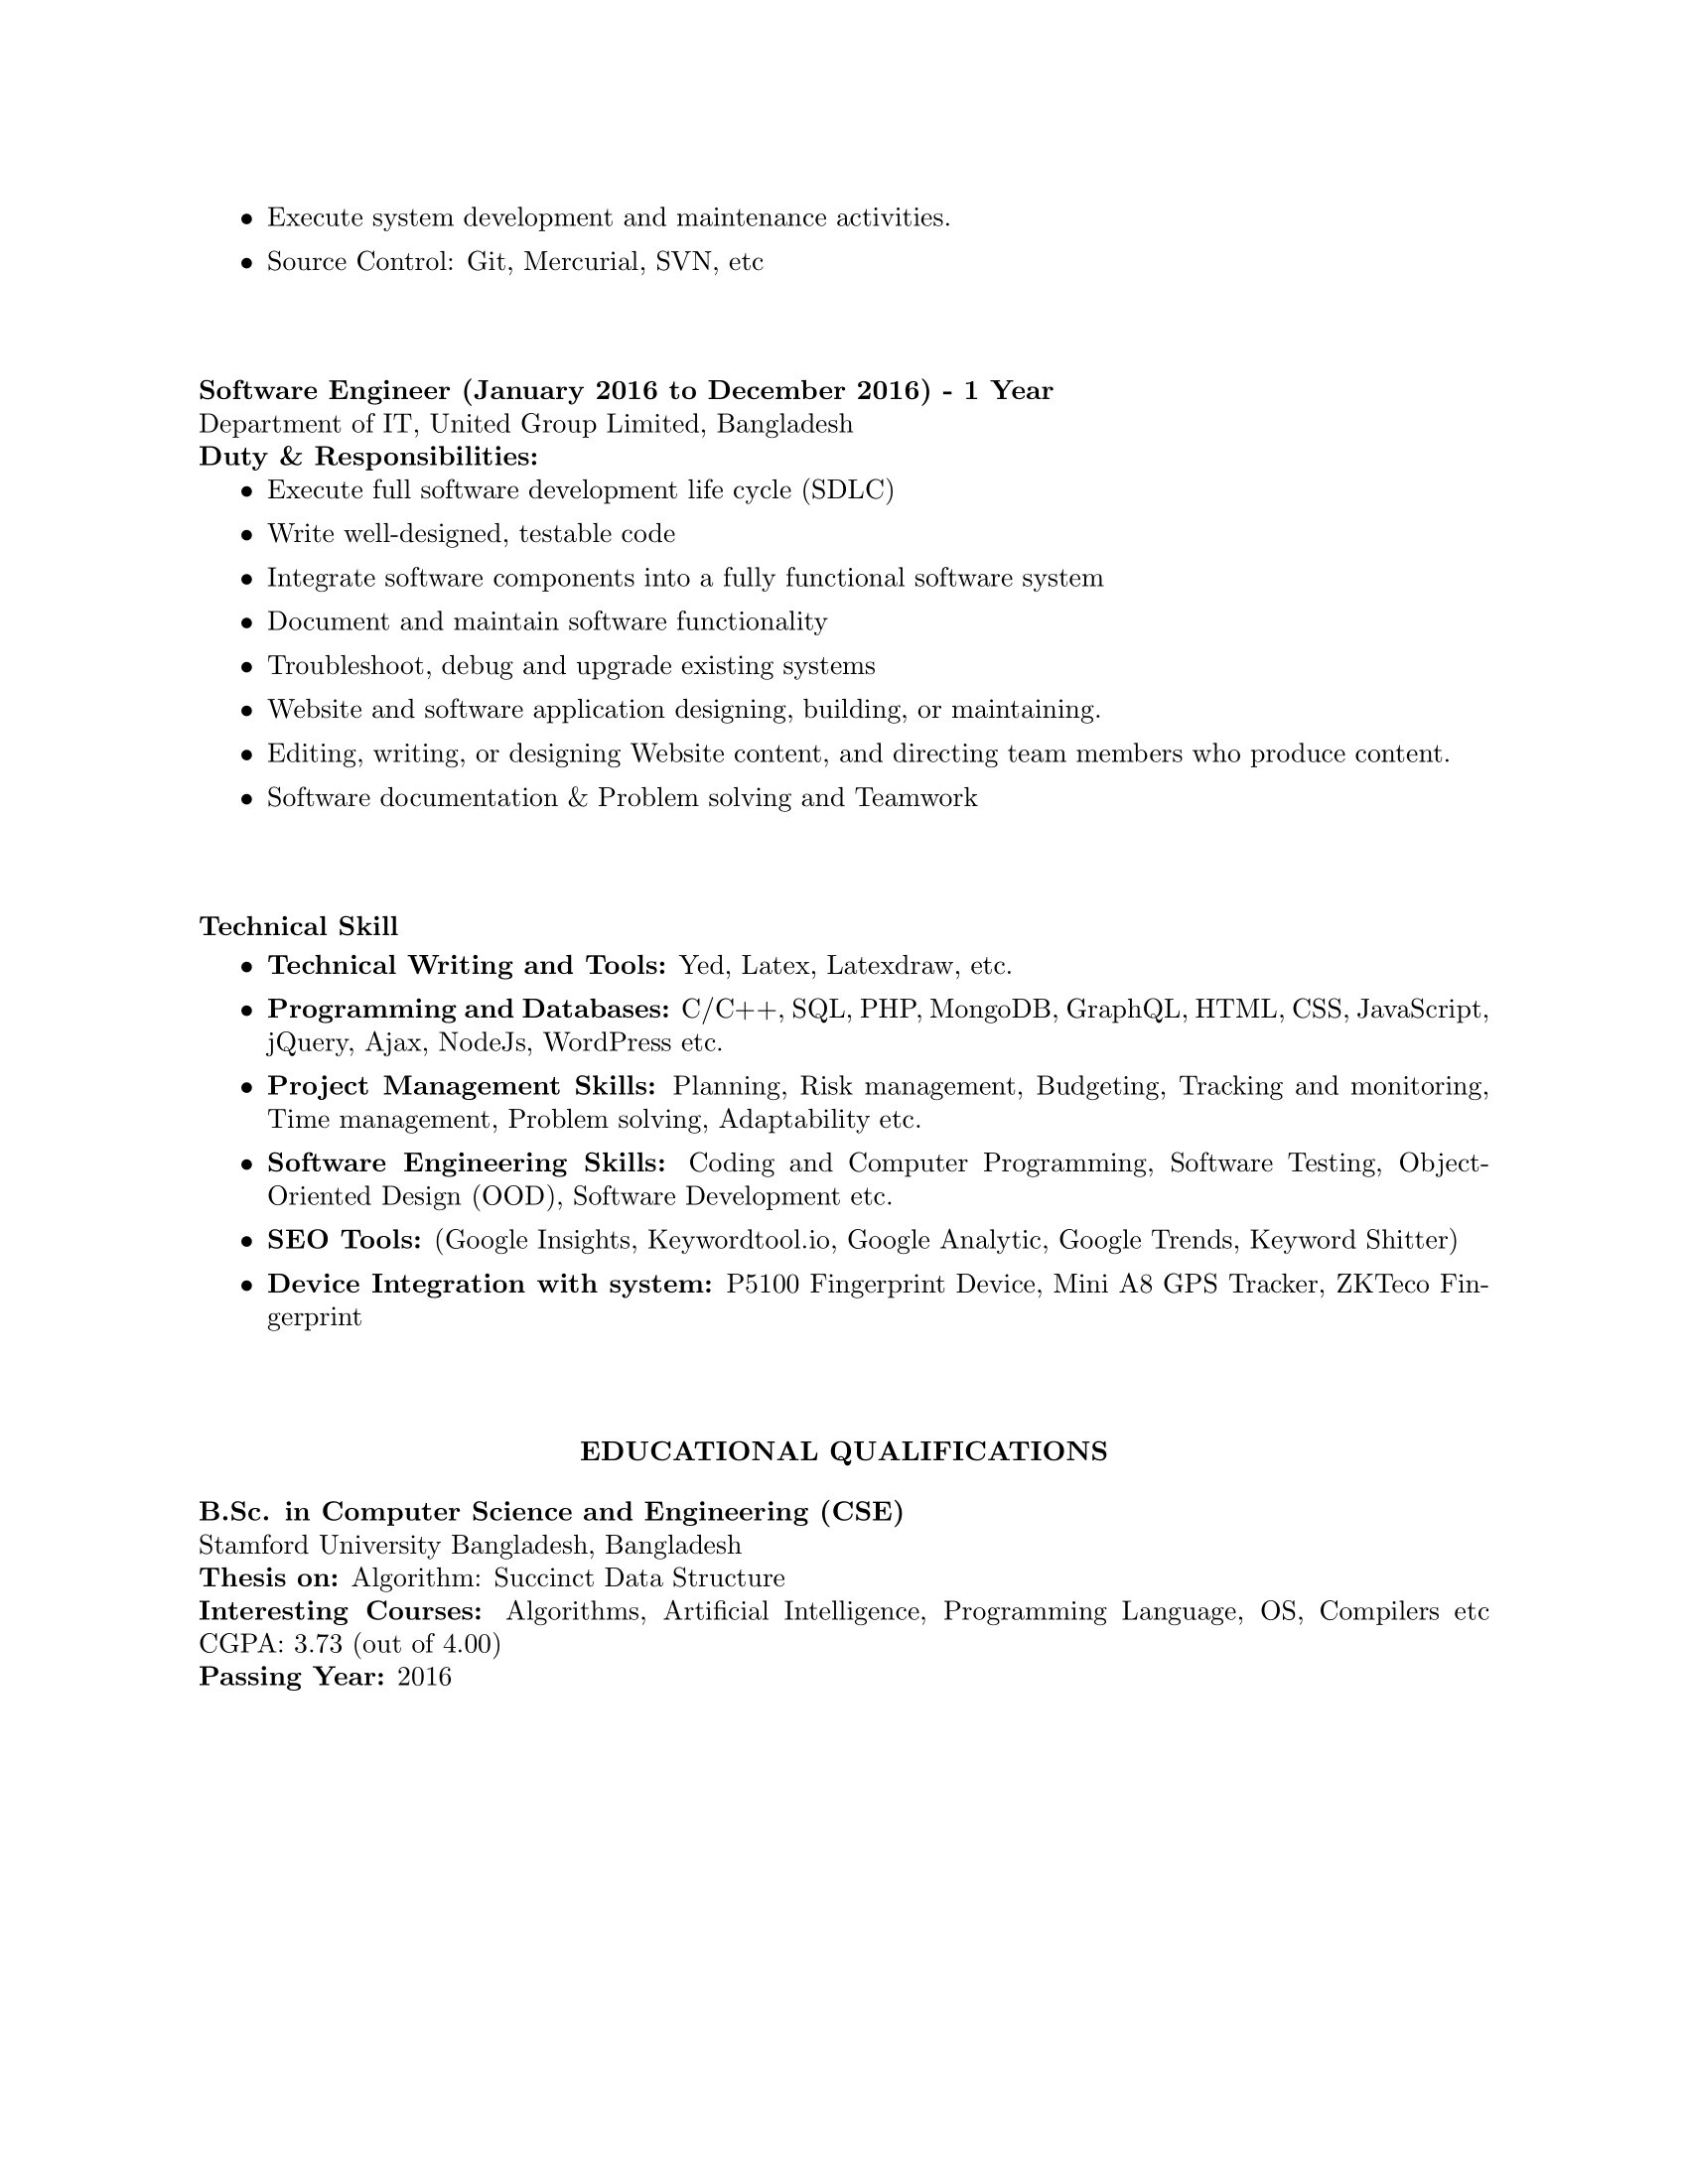 • Execute system development and maintenance activities.
• Source Control: Git, Mercurial, SVN, etc
Software Engineer (January 2016 to December 2016) - 1 Year
Department of IT, United Group Limited, Bangladesh
Duty & Responsibilities:
• Execute full software development life cycle (SDLC)
• Write well-designed, testable code
• Integrate software components into a fully functional software system
• Document and maintain software functionality
• Troubleshoot, debug and upgrade existing systems
• Website and software application designing, building, or maintaining.
• Editing, writing, or designing Website content, and directing team members who produce content.
• Software documentation & Problem solving and Teamwork
Technical Skill
• Technical Writing and Tools: Yed, Latex, Latexdraw, etc.
• Programming and Databases: C/C++, SQL, PHP, MongoDB, GraphQL, HTML, CSS, JavaScript,
jQuery, Ajax, NodeJs, WordPress etc.
• Project Management Skills: Planning, Risk management, Budgeting, Tracking and monitoring,
Time management, Problem solving, Adaptability etc.
• Software Engineering Skills: Coding and Computer Programming, Software Testing, Object-
Oriented Design (OOD), Software Development etc.
• SEO Tools: (Google Insights, Keywordtool.io, Google Analytic, Google Trends, Keyword Shitter)
• Device Integration with system: P5100 Fingerprint Device, Mini A8 GPS Tracker, ZKTeco Fin-
gerprint
EDUCATIONAL QUALIFICATIONS
B.Sc. in Computer Science and Engineering (CSE)
Stamford University Bangladesh, Bangladesh
Thesis on: Algorithm: Succinct Data Structure
Interesting Courses: Algorithms, Artificial Intelligence, Programming Language, OS, Compilers etc
CGPA: 3.73 (out of 4.00)
Passing Year: 2016